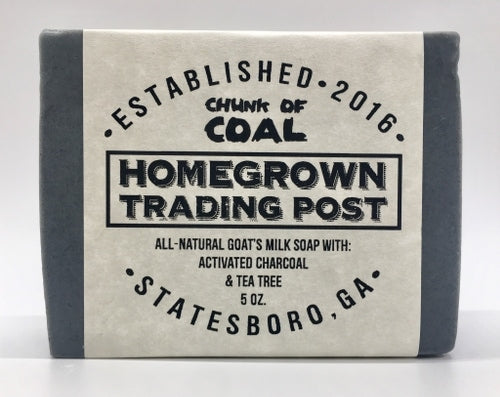 •ESTABLISHED•2016•
CHUNK OF
COAL
HOMEGROWN
TRADING POST
ALL-NATURAL GOAT'S MILK SOAP WITH:
ACTIVATED CHARCOAL
& TEA TREE
5 OZ.
•STATESBORO, GA•